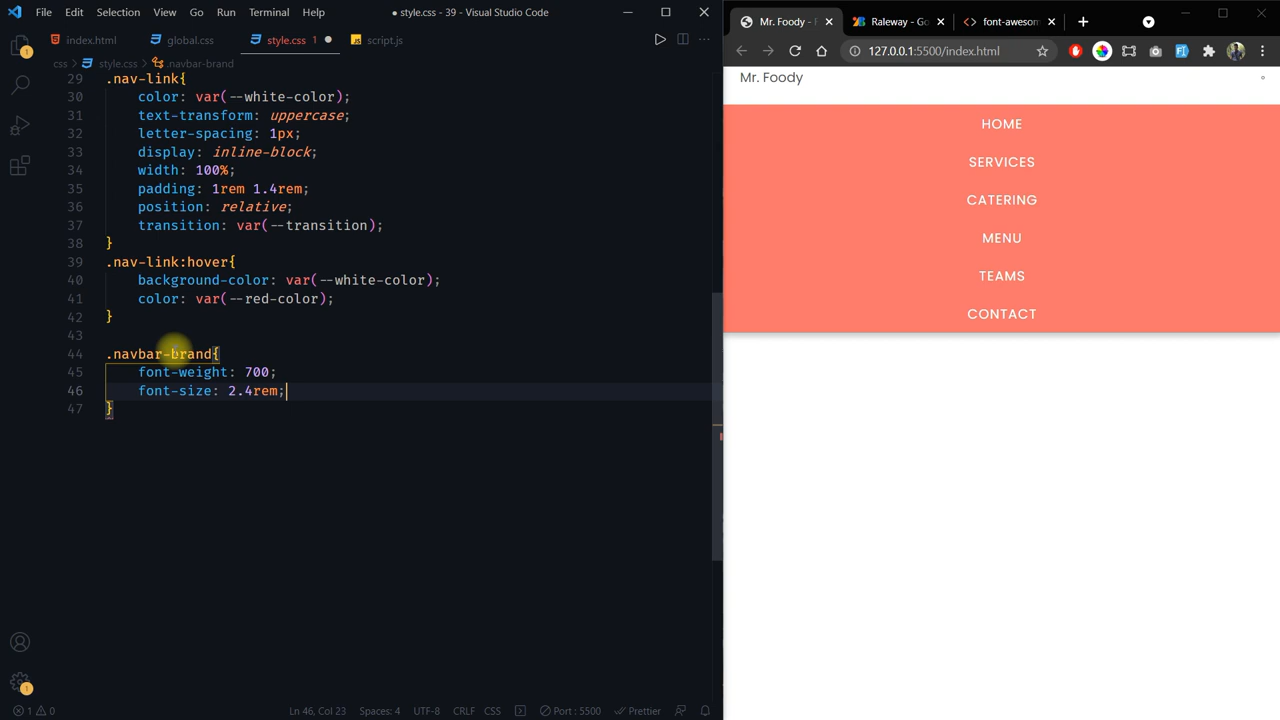 File Edit Selection View Go Run Terminal Help
● style.css - 39 - Visual Studio Code
index.html
global.css
style.css 1
script.js
css > style.css > .navbar-brand
29 .nav-link{
30 color: var(--white-color);
31 text-transform: uppercase;
32 letter-spacing: 1px;
33 display: inline-block;
34 width: 100%;
35 padding: 1rem 1.4rem;
36 position: relative;
37 transition: var(--transition);
38 }
39 .nav-link:hover{
40 background-color: var(--white-color);
41 color: var(--red-color);
42 }
43
44 .navbar-brand{
45 font-weight: 700;
46 font-size: 2.4rem;
47 }
1
1
1 0
Ln 46, Col 23 Spaces: 4 UTF-8 CRLF CSS Port : 5500 Prettier
Mr. Foody - F
Raleway - Go
font-awesom
127.0.0.1:5500/index.html
Mr. Foody
HOME
SERVICES
CATERING
MENU
TEAMS
CONTACT